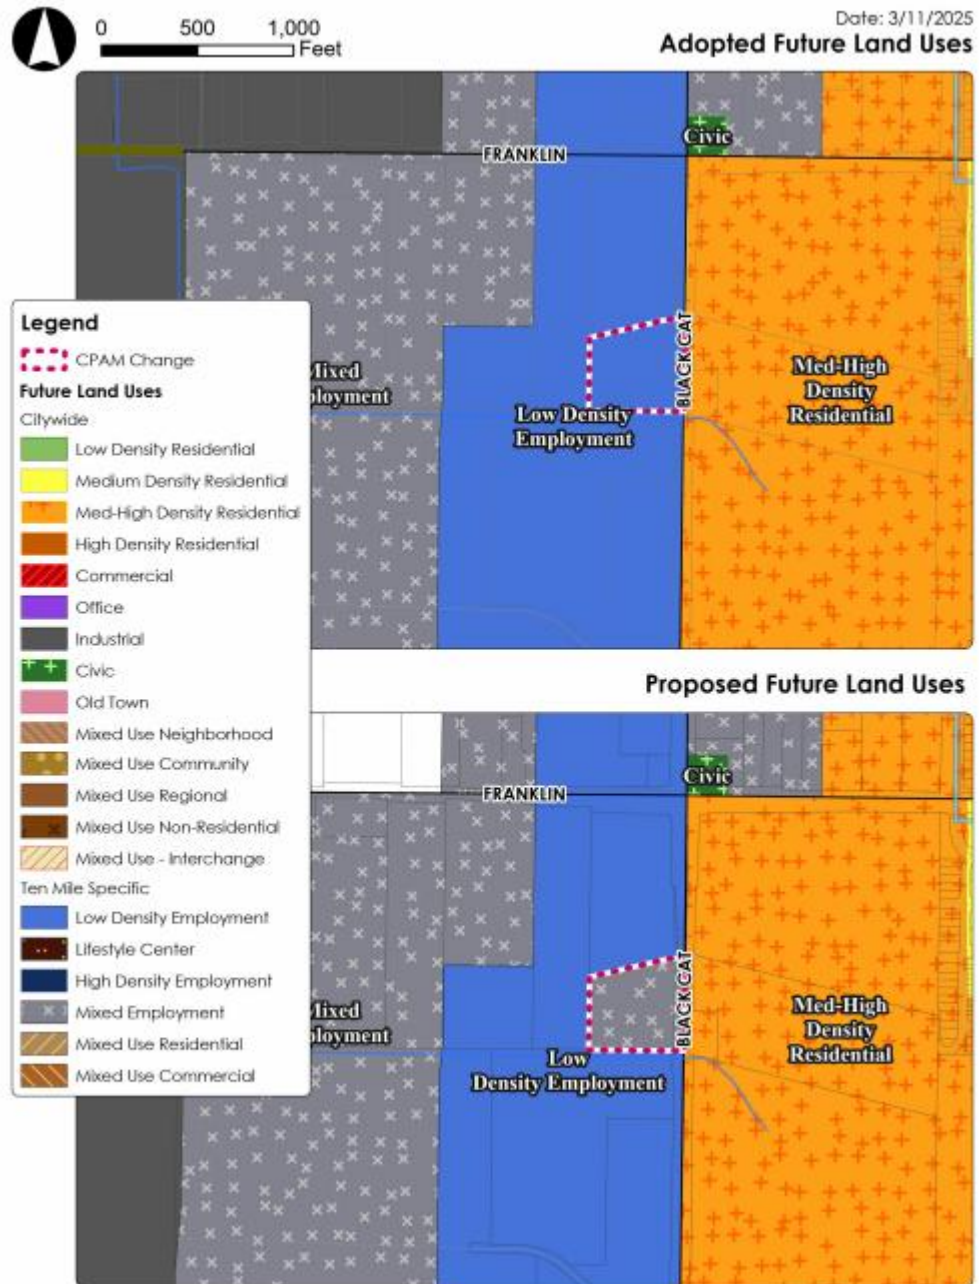 0 500 1,000
Feet
Date: 3/11/2025
Adopted Future Land Uses
Civic
FRANKLIN
BLACK CAT
Mixed
ployment
Low Density
Employment
Med-High
Density
Residential
Legend
CPAM Change
Future Land Uses
Citywide
Low Density Residential
Medium Density Residential
Med-High Density Residential
High Density Residential
Commercial
Office
Industrial
Civic
Old Town
Mixed Use Neighborhood
Mixed Use Community
Mixed Use Regional
Mixed Use Non-Residential
Mixed Use - Interchange
Ten Mile Specific
Low Density Employment
Lifestyle Center
High Density Employment
Mixed Employment
Mixed Use Residential
Mixed Use Commercial
Proposed Future Land Uses
Civic
FRANKLIN
BLACK CAT
Mixed
ployment
Low
Density Employment
Med-High
Density
Residential